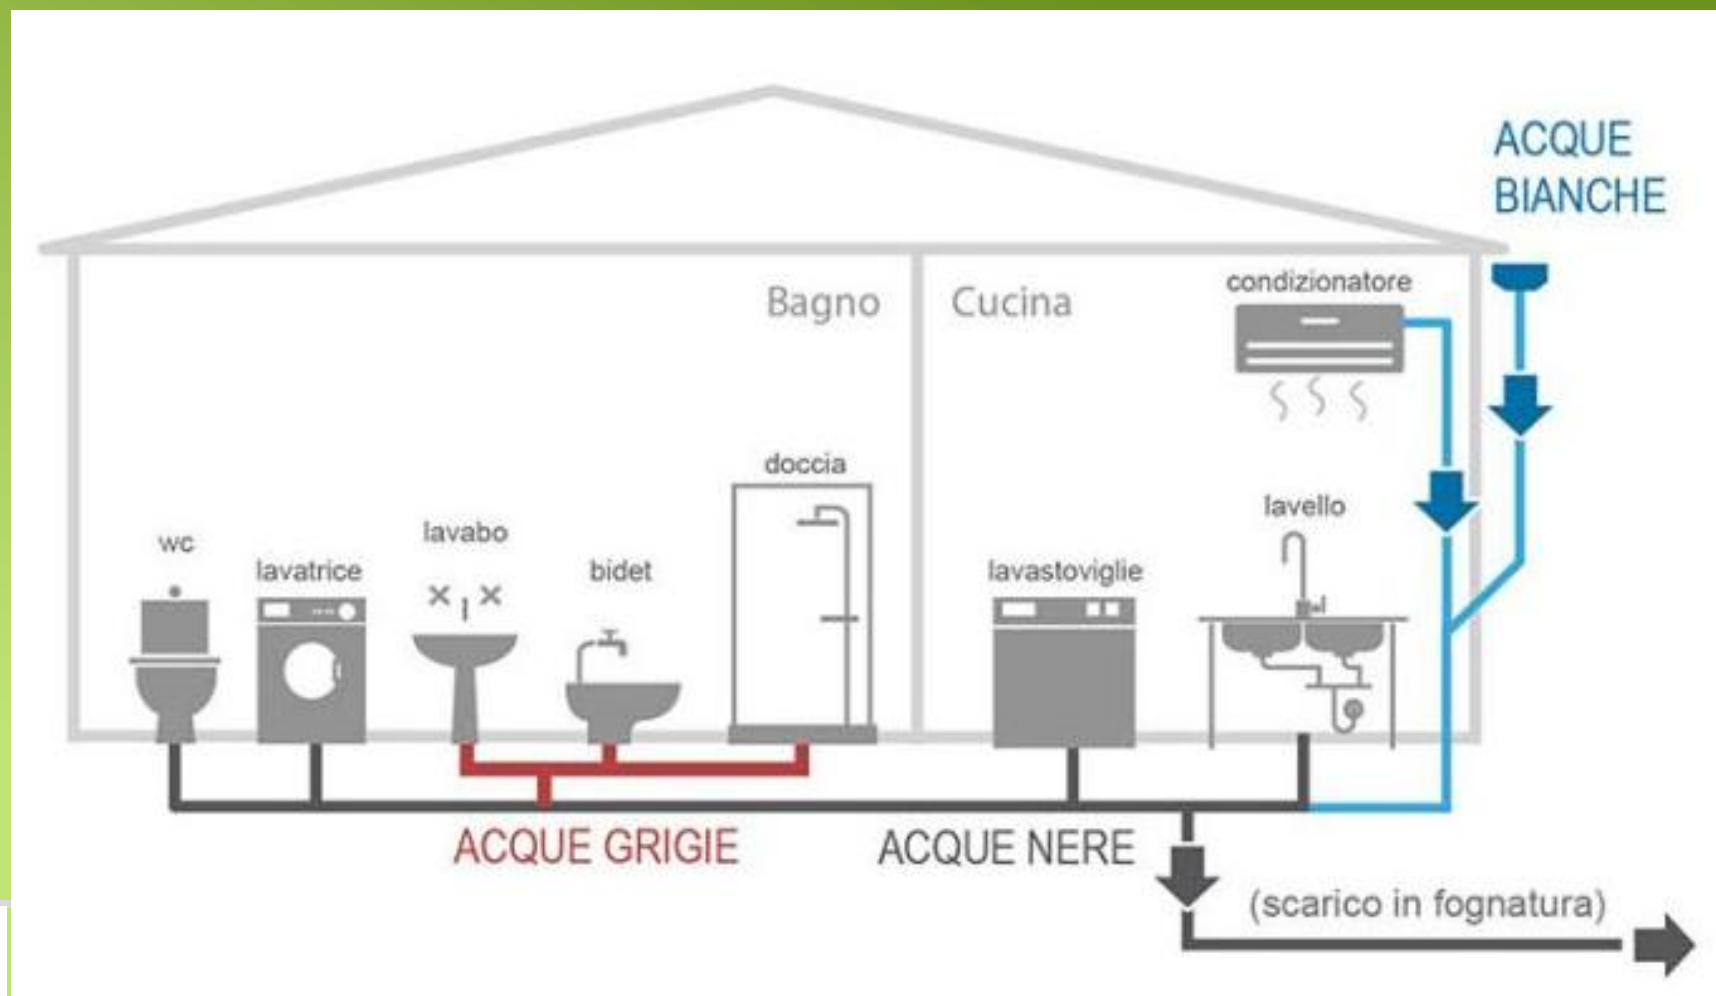 ACQUE
BIANCHE
condizionatore
Bagno
Cucina
doccia
lavello
wc
lavabo
lavatrice
bidet
lavastoviglie
ACQUE GRIGIE
ACQUE NERE
(scarico in fognatura)